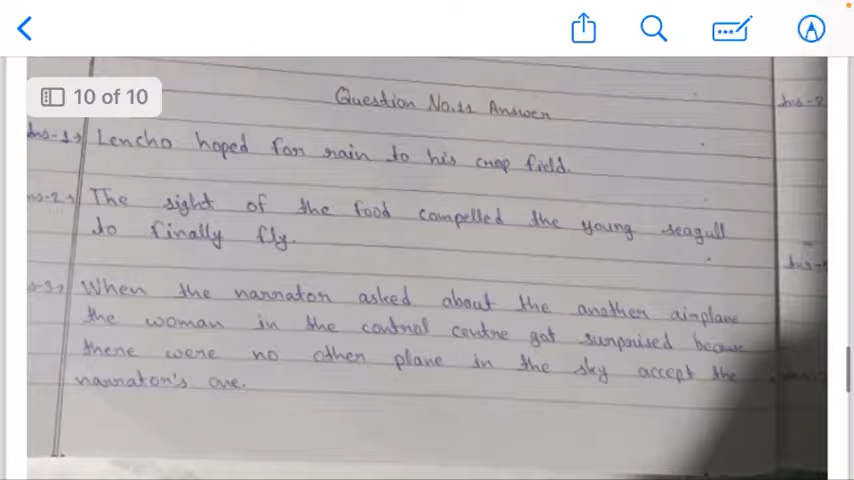 10 of 10
Question No.11 Answer
Ans-1→ Lencho hoped for rain to his crop field.
Ans-2→ The sight of the food compelled the young seagull
to finally fly.
When the narrator asked about the another airplane
the woman in the control centre got surprised because
there were no other plane in the sky accept the
narrator's one.
Ans-2